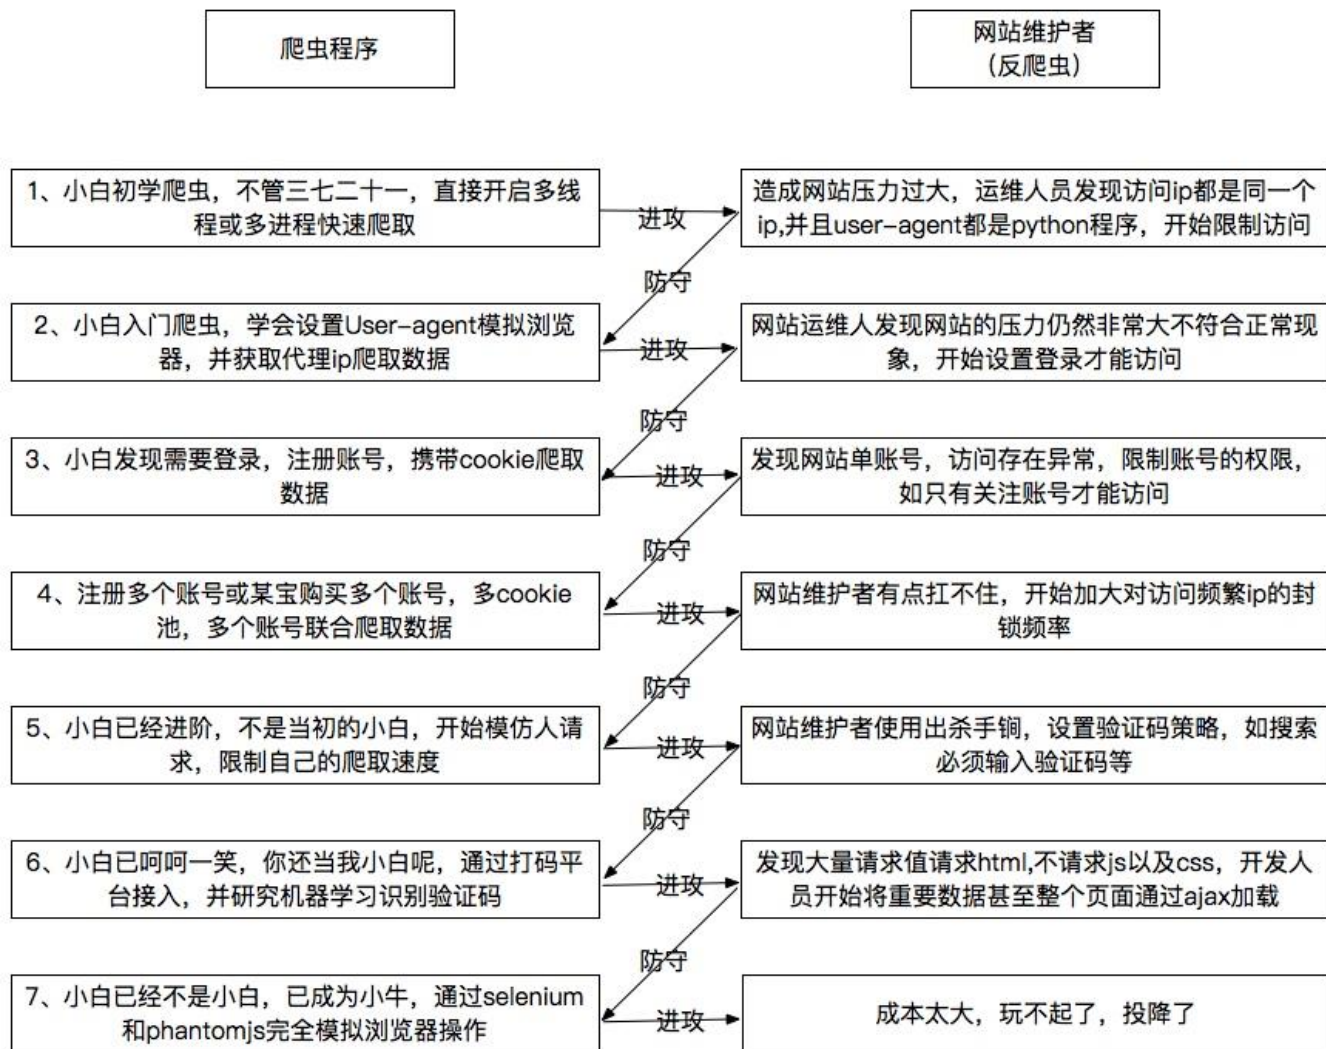 爬虫程序
网站维护者
（反爬虫）
1、小白初学爬虫，不管三七二十一，直接开启多线
程或多进程快速爬取
进攻
造成网站压力过大，运维人员发现访问ip都是同一个
ip,并且user-agent都是python程序，开始限制访问
防守
2、小白入门爬虫，学会设置User-agent模拟浏览
器，并获取代理ip爬取数据
进攻
网站运维人发现网站的压力仍然非常大不符合正常现
象，开始设置登录才能访问
防守
3、小白发现需要登录，注册账号，携带cookie爬取
数据
进攻
发现网站单账号，访问存在异常，限制账号的权限，
如只有关注账号才能访问
防守
4、注册多个账号或某宝购买多个账号，多cookie
池，多个账号联合爬取数据
进攻
网站维护者有点扛不住，开始加大对访问频繁ip的封
锁频率
防守
5、小白已经进阶，不是当初的小白，开始模仿人请
求，限制自己的爬取速度
进攻
网站维护者使用出杀手锏，设置验证码策略，如搜索
必须输入验证码等
防守
6、小白已呵呵一笑，你还当我小白呢，通过打码平
台接入，并研究机器学习识别验证码
进攻
发现大量请求值请求html,不请求js以及css，开发人
员开始将重要数据甚至整个页面通过ajax加载
防守
7、小白已经不是小白，已成为小牛，通过selenium
和phantomjs完全模拟浏览器操作
进攻
成本太大，玩不起了，投降了